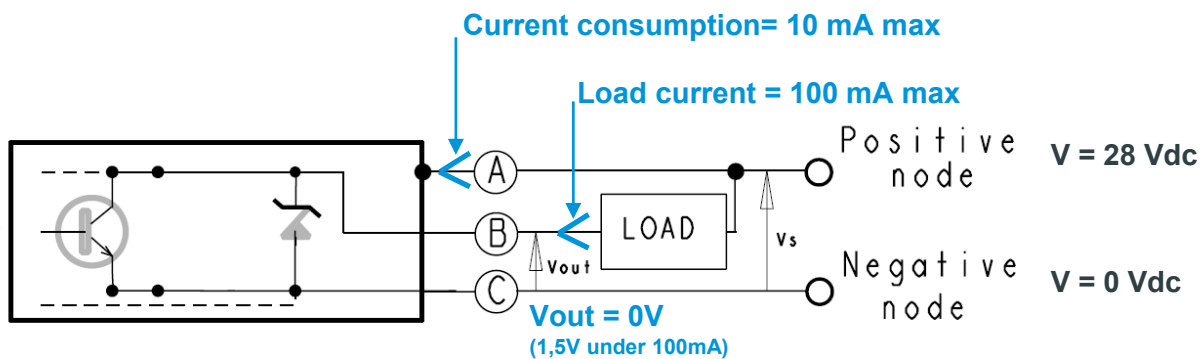 Current consumption= 10 mA max
Load current = 100 mA max
A
Positive
node
V = 28 Vdc
B
LOAD
Vs
Vout
C
Negative
node
V = 0 Vdc
Vout = 0V
(1,5V under 100mA)